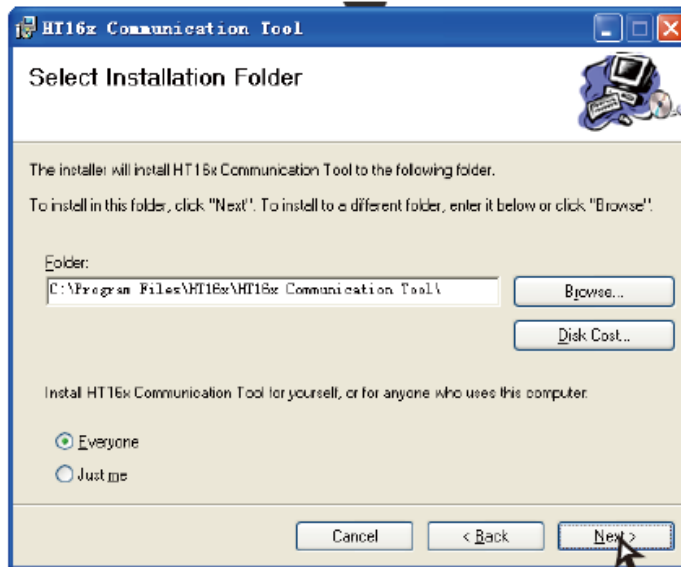 HT16x Communication Tool
Select Installation Folder
The installer will install HT16x Communication Tool to the following folder.
To install in this folder, click "Next". To install to a different folder, enter it below or click "Browse".
Folder:
C:\Program Files\HT16x\HT16x Communication Tool\
Browse...
Disk Cost...
Install HT16x Communication Tool for yourself, or for anyone who uses this computer:
Everyone
Just me
Cancel
< Back
Next >